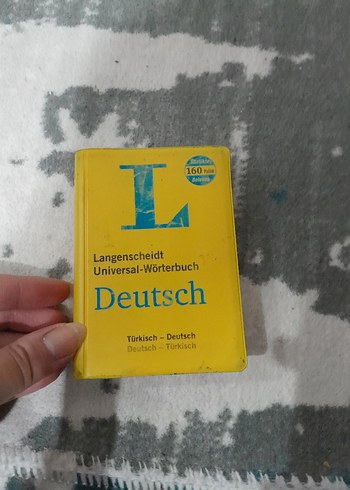 160
L
Langenscheidt
Universal-Wörterbuch
Deutsch
Türkisch – Deutsch
Deutsch – Türkisch